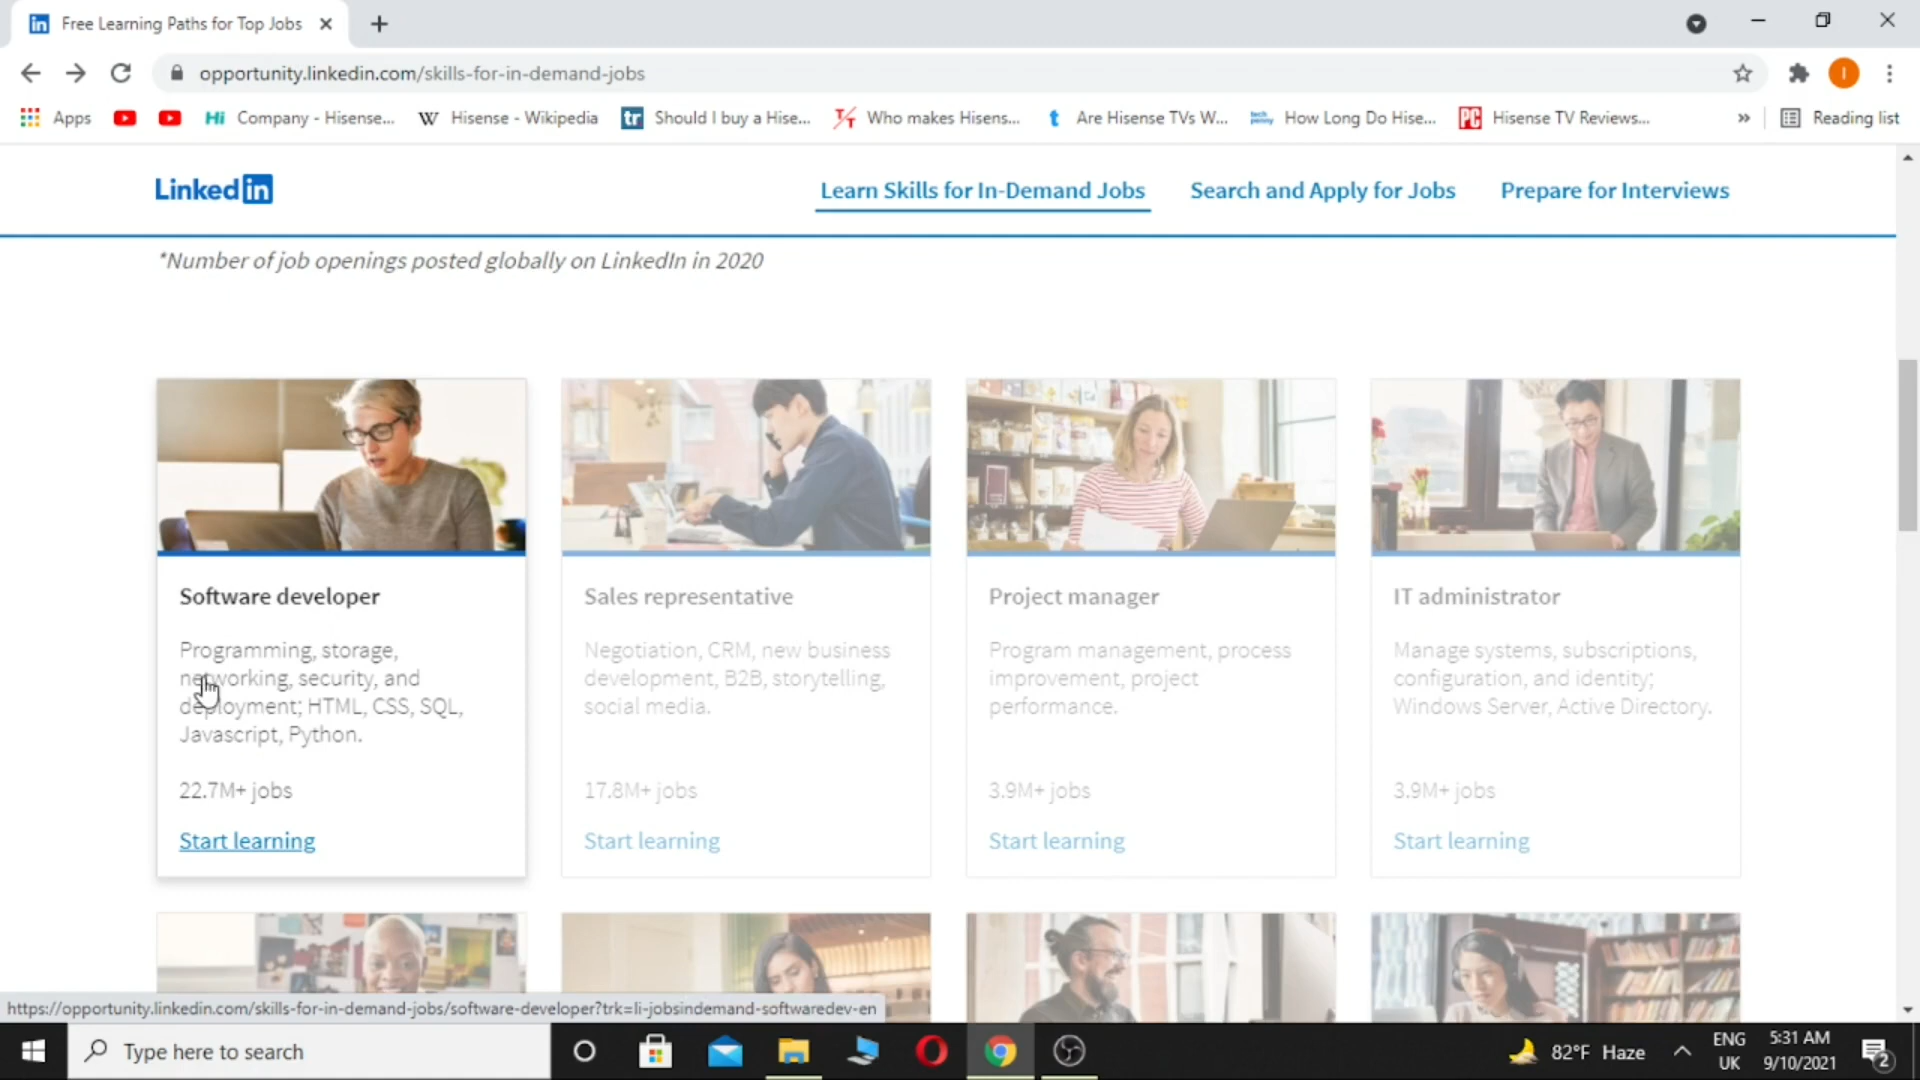 Free Learning Paths for Top Jobs
opportunity.linkedin.com/skills-for-in-demand-jobs
I
Apps
Hi Company - Hisense...
W Hisense - Wikipedia
tr Should I buy a Hise...
T/T Who makes Hisens...
t Are Hisense TVs W...
tech penny How Long Do Hise...
PC Hisense TV Reviews...
»
Reading list
Linked in
Learn Skills for In-Demand Jobs
Search and Apply for Jobs
Prepare for Interviews
*Number of job openings posted globally on LinkedIn in 2020
Software developer
Programming, storage,
networking, security, and
deployment; HTML, CSS, SQL,
Javascript, Python.
22.7M+ jobs
Start learning
Sales representative
Negotiation, CRM, new business
development, B2B, storytelling,
social media.
17.8M+ jobs
Start learning
Project manager
Program management, process
improvement, project
performance.
3.9M+ jobs
Start learning
IT administrator
Manage systems, subscriptions,
configuration, and identity;
Windows Server, Active Directory.
3.9M+ jobs
Start learning
https://opportunity.linkedin.com/skills-for-in-demand-jobs/software-developer?trk=li-jobsindemand-softwaredev-en
Type here to search
82°F Haze
ENG
UK
5:31 AM
9/10/2021
2